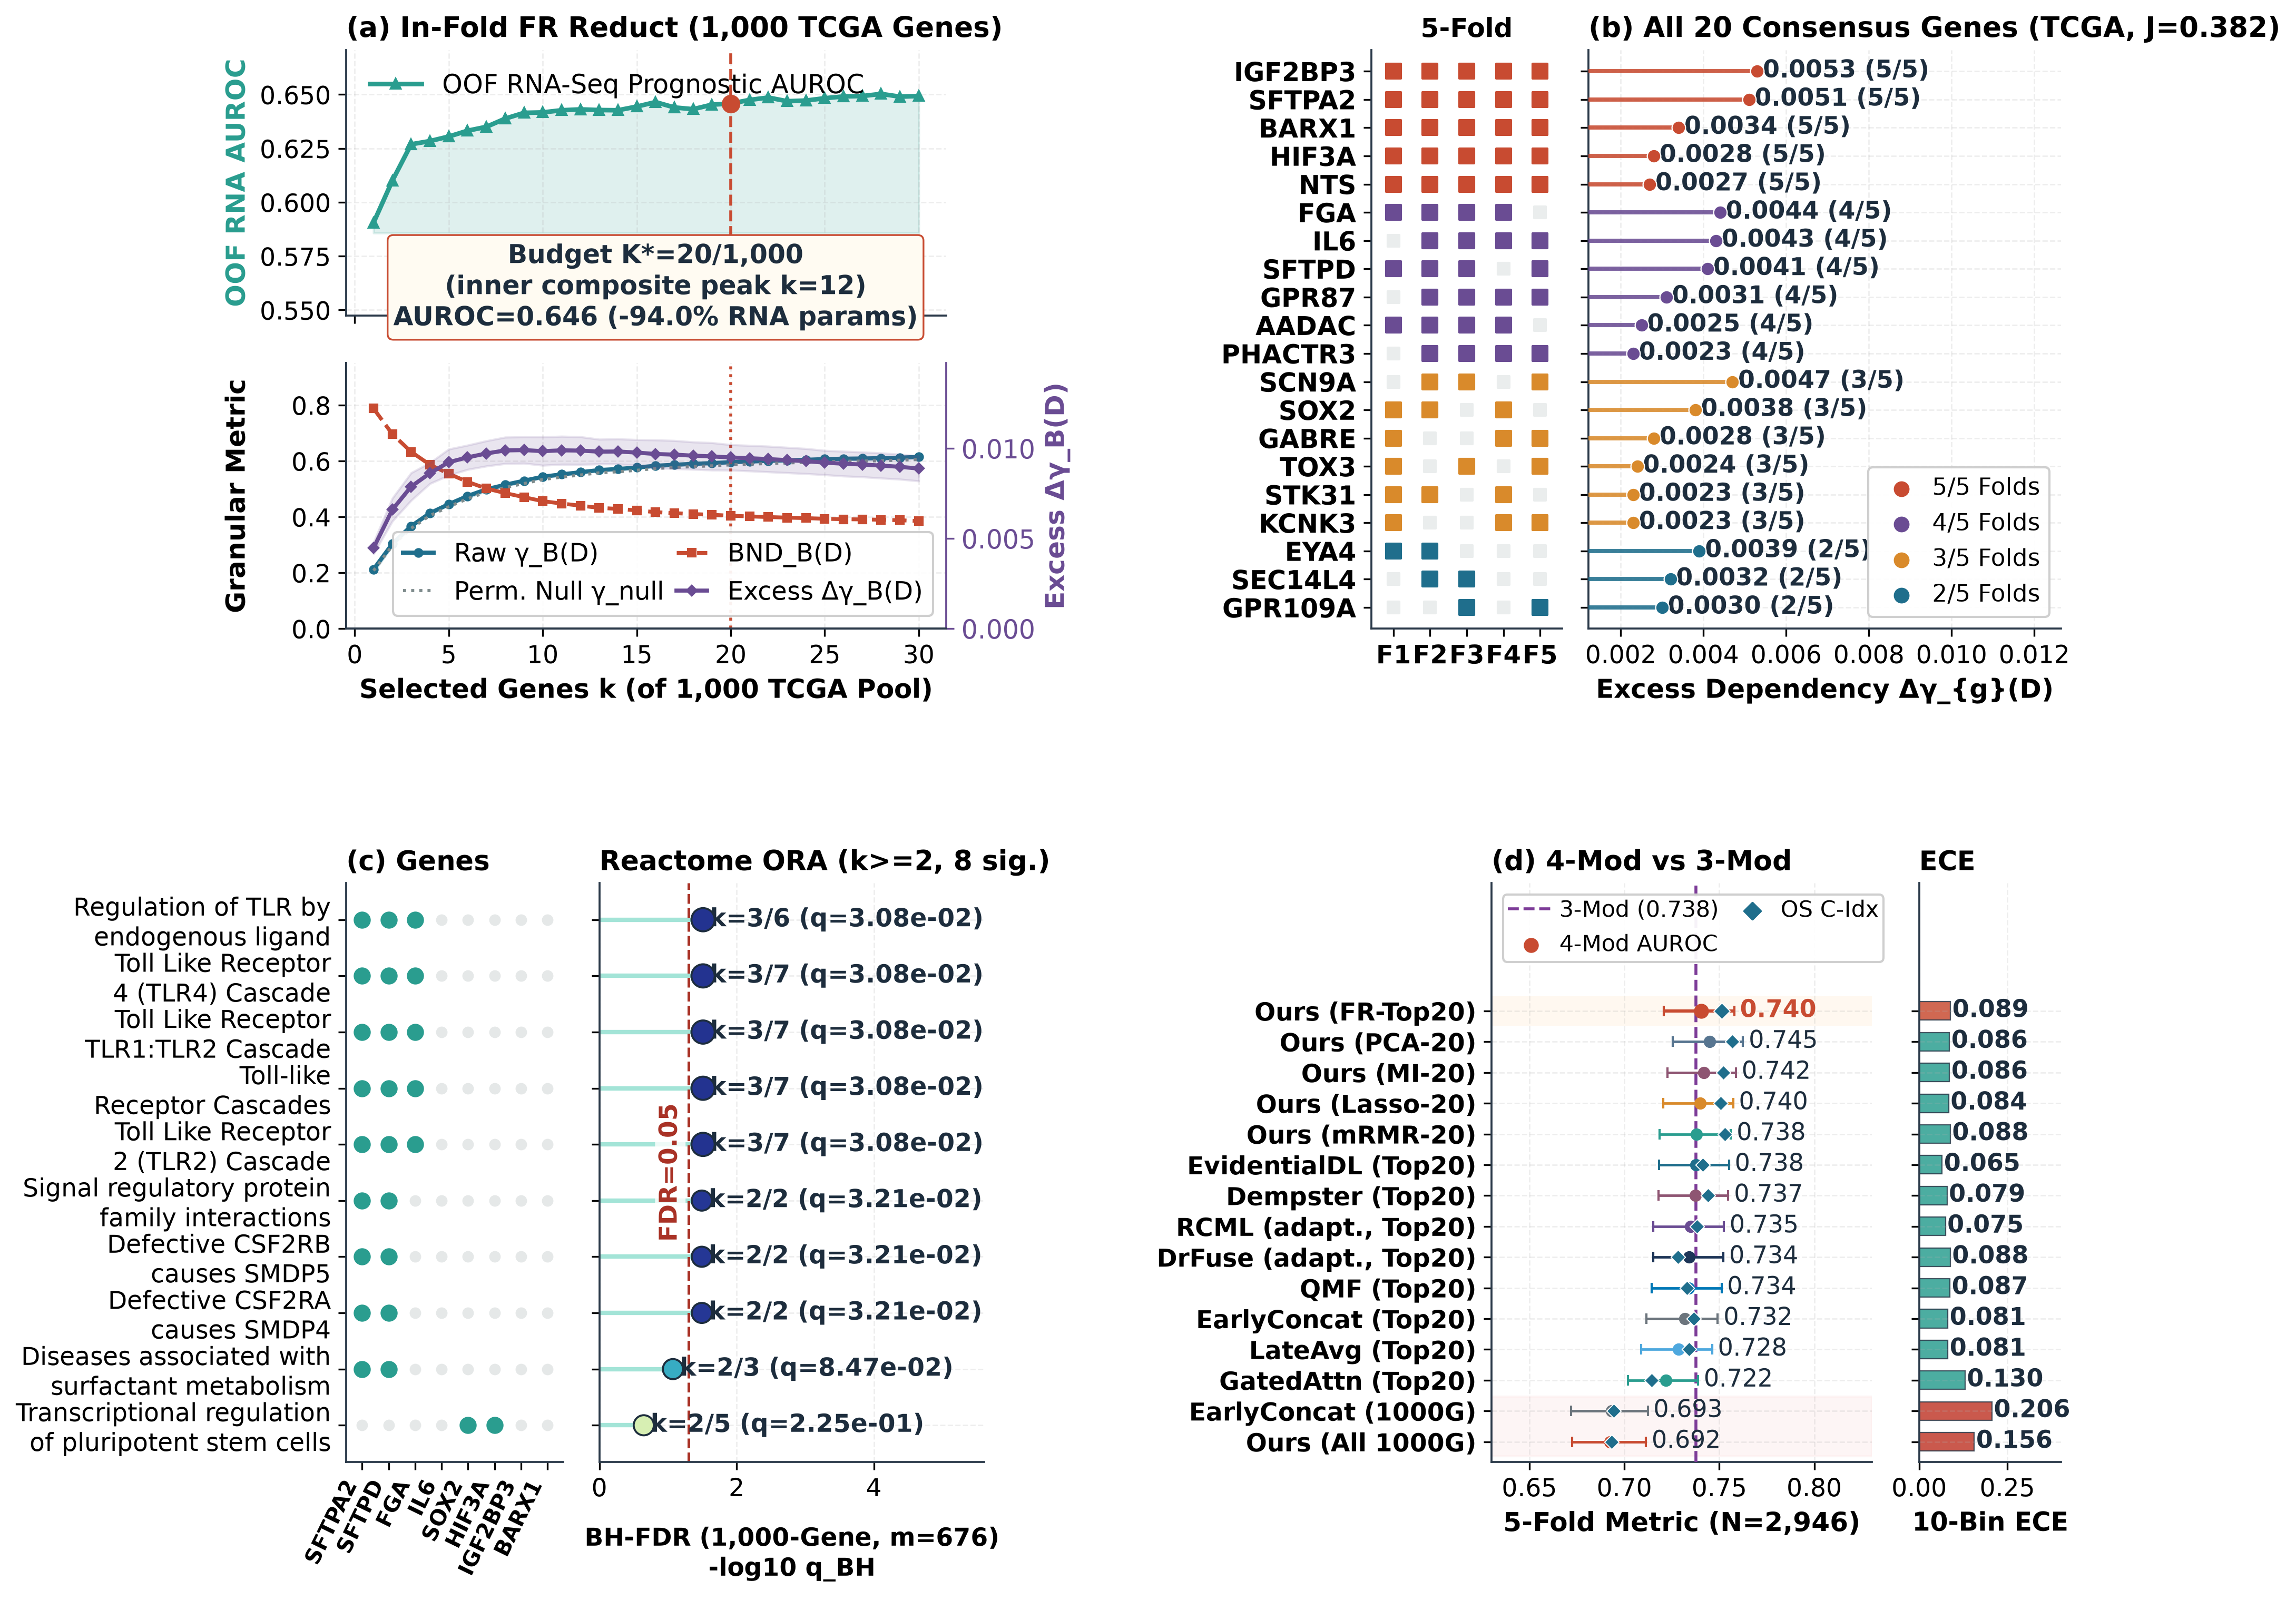 (a) In-Fold FR Reduct (1,000 TCGA Genes)
OOF RNA AUROC
0.650
0.625
0.600
0.575
0.550
OOF RNA-Seq Prognostic AUROC
Budget K*=20/1,000
(inner composite peak k=12)
AUROC=0.646 (-94.0% RNA params)
Granular Metric
0.8
0.6
0.4
0.2
0.0
Raw γ_B(D)
BND_B(D)
Perm. Null γ_null
Excess Δγ_B(D)
0.010
0.005
0.000
Excess Δγ_B(D)
0 5 10 15 20 25 30
Selected Genes k (of 1,000 TCGA Pool)
5-Fold
(b) All 20 Consensus Genes (TCGA, J=0.382)
IGF2BP3 0.0053 (5/5)
SFTPA2 0.0051 (5/5)
BARX1 0.0034 (5/5)
HIF3A 0.0028 (5/5)
NTS 0.0027 (5/5)
FGA 0.0044 (4/5)
IL6 0.0043 (4/5)
SFTPD 0.0041 (4/5)
GPR87 0.0031 (4/5)
AADAC 0.0025 (4/5)
PHACTR3 0.0023 (4/5)
SCN9A 0.0047 (3/5)
SOX2 0.0038 (3/5)
GABRE 0.0028 (3/5)
TOX3 0.0024 (3/5)
STK31 0.0023 (3/5)
KCNK3 0.0023 (3/5)
EYA4 0.0039 (2/5)
SEC14L4 0.0032 (2/5)
GPR109A 0.0030 (2/5)
5/5 Folds
4/5 Folds
3/5 Folds
2/5 Folds
F1 F2 F3 F4 F5
0.002 0.004 0.006 0.008 0.010 0.012
Excess Dependency Δγ_{g}(D)
(c) Genes
Reactome ORA (k>=2, 8 sig.)
Regulation of TLR by
endogenous ligand
k=3/6 (q=3.08e-02)
Toll Like Receptor
4 (TLR4) Cascade
k=3/7 (q=3.08e-02)
Toll Like Receptor
TLR1:TLR2 Cascade
k=3/7 (q=3.08e-02)
Toll-like
Receptor Cascades
k=3/7 (q=3.08e-02)
Toll Like Receptor
2 (TLR2) Cascade
k=3/7 (q=3.08e-02)
Signal regulatory protein
family interactions
k=2/2 (q=3.21e-02)
Defective CSF2RB
causes SMDP5
k=2/2 (q=3.21e-02)
Defective CSF2RA
causes SMDP4
k=2/2 (q=3.21e-02)
Diseases associated with
surfactant metabolism
k=2/3 (q=8.47e-02)
Transcriptional regulation
of pluripotent stem cells
k=2/5 (q=2.25e-01)
FDR=0.05
SFTPA2
SFTPD
FGA
IL6
SOX2
HIF3A
IGF2BP3
BARX1
0 2 4
BH-FDR (1,000-Gene, m=676)
-log10 q_BH
(d) 4-Mod vs 3-Mod
ECE
3-Mod (0.738)
OS C-Idx
4-Mod AUROC
Ours (FR-Top20) 0.740 0.089
Ours (PCA-20) 0.745 0.086
Ours (MI-20) 0.742 0.086
Ours (Lasso-20) 0.740 0.084
Ours (mRMR-20) 0.738 0.088
EvidentialDL (Top20) 0.738 0.065
Dempster (Top20) 0.737 0.079
RCML (adapt., Top20) 0.735 0.075
DrFuse (adapt., Top20) 0.734 0.088
QMF (Top20) 0.734 0.087
EarlyConcat (Top20) 0.732 0.081
LateAvg (Top20) 0.728 0.081
GatedAttn (Top20) 0.722 0.130
EarlyConcat (1000G) 0.693 0.206
Ours (All 1000G) 0.692 0.156
0.65 0.70 0.75 0.80
0.00 0.25
5-Fold Metric (N=2,946)
10-Bin ECE